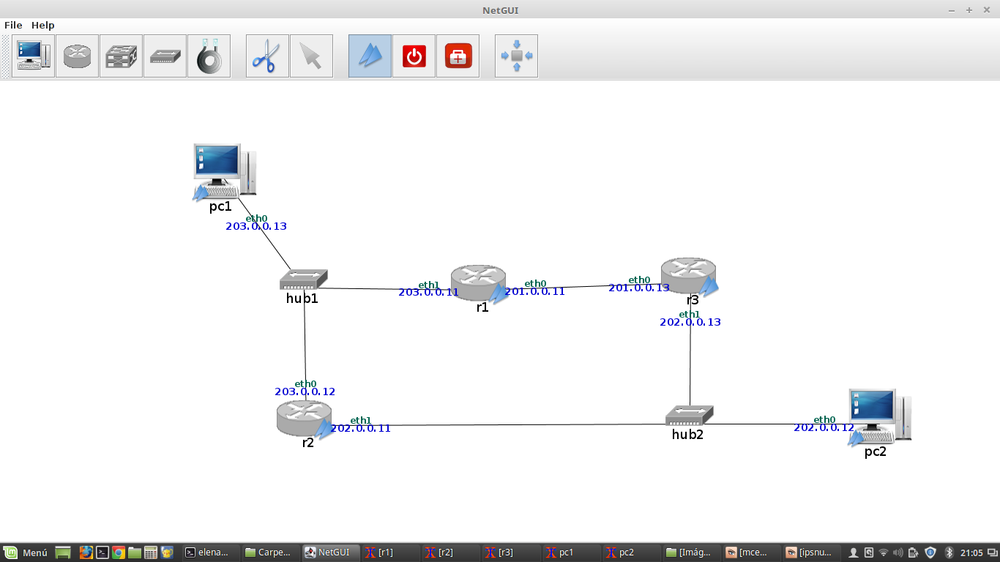 NetGUI
File Help
pc1
eth0
203.0.0.13
hub1
eth1
203.0.0.11
r1
eth0
201.0.0.11
eth0
201.0.0.13
r3
eth1
202.0.0.13
eth0
203.0.0.12
r2
eth1
202.0.0.11
hub2
eth0
202.0.0.12
pc2
Menú elena... Carpe... NetGUI [r1] [r2] [r3] pc1 pc2 [Imág... [mce... [ipsnu... 21:05